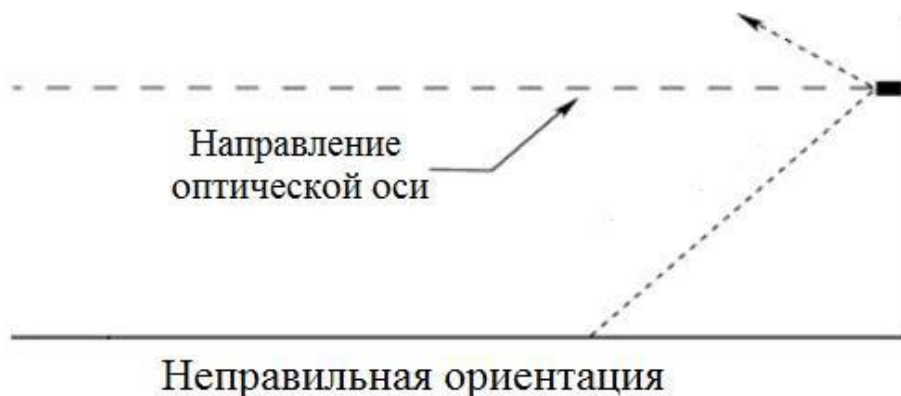 Направление
оптической оси
Неправильная ориентация